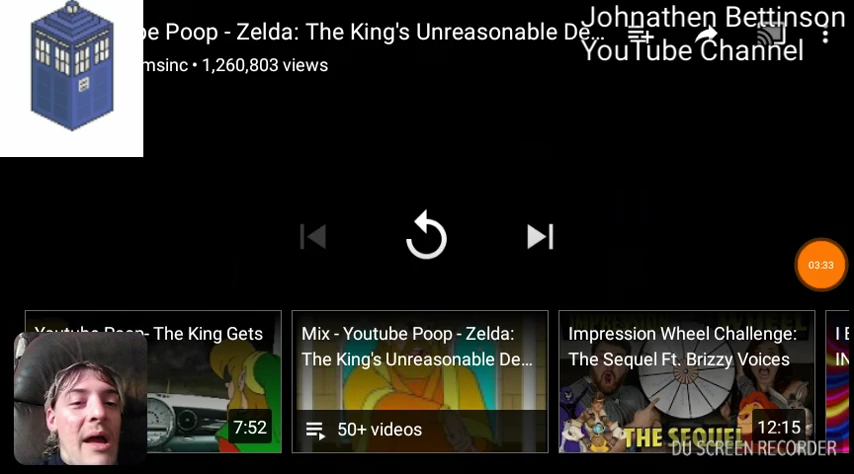 be Poop - Zelda: The King's Unreasonable De...
msinc • 1,260,803 views
Johnathen Bettinson
YouTube Channel
03:33
Youtube Poop- The King Gets
7:52
Mix - Youtube Poop - Zelda:
The King's Unreasonable De...
50+ videos
Impression Wheel Challenge:
The Sequel Ft. Brizzy Voices
THE SEQUEL
12:15
DU SCREEN RECORDER